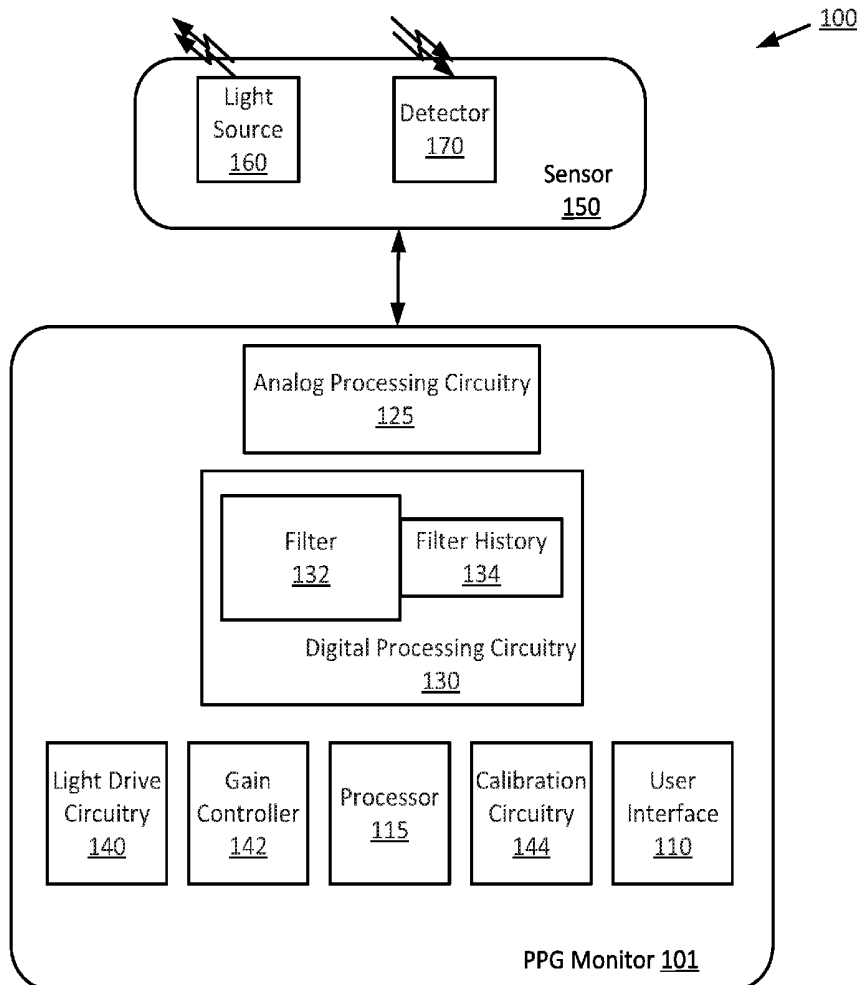 100
Light
Source
160
Detector
170
Sensor
150
Analog Processing Circuitry
125
Filter
132
Filter History
134
Digital Processing Circuitry
130
Light Drive
Circuitry
140
Gain
Controller
142
Processor
115
Calibration
Circuitry
144
User
Interface
110
PPG Monitor 101